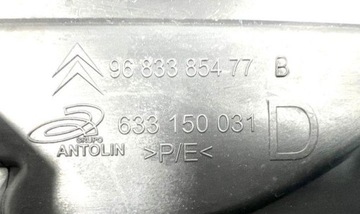 96 833 854 77 B
GRUPO
ANTOLIN
633 150 031
D
>P/E<